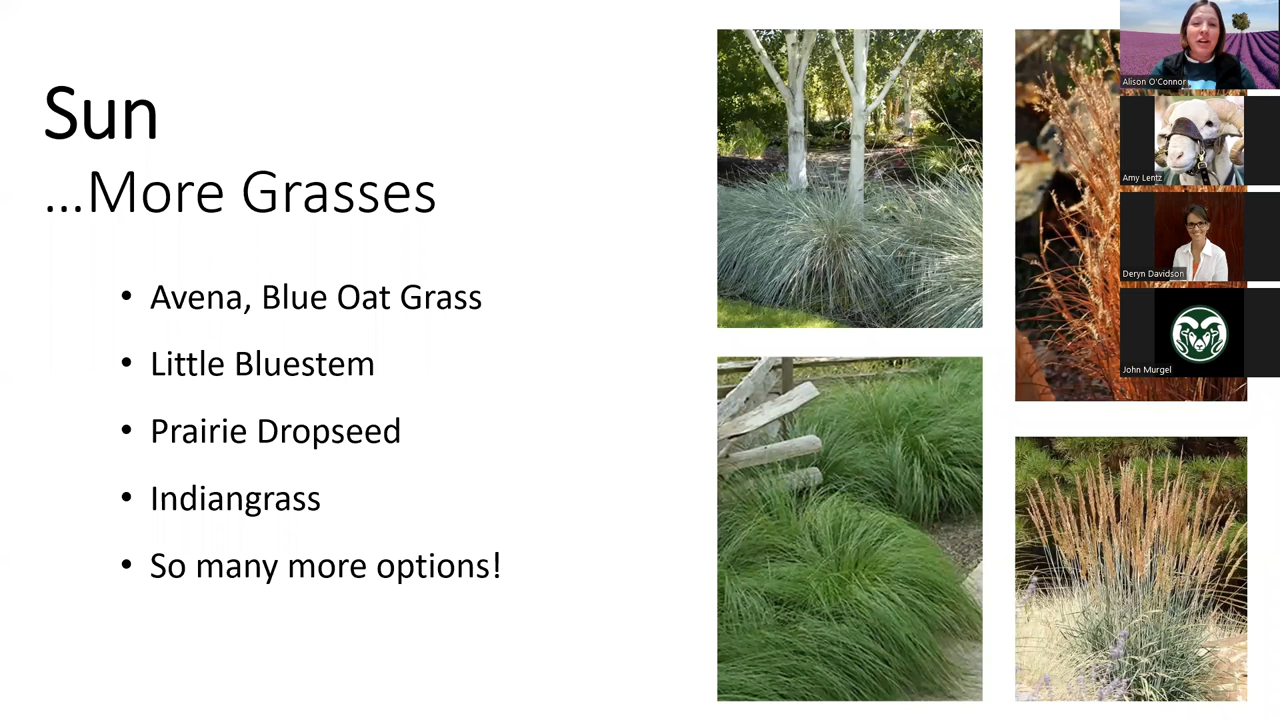 Sun
...More Grasses
• Avena, Blue Oat Grass
• Little Bluestem
• Prairie Dropseed
• Indiangrass
• So many more options!
Alison O'Connor
Amy Lentz
Deryn Davidson
John Murgel